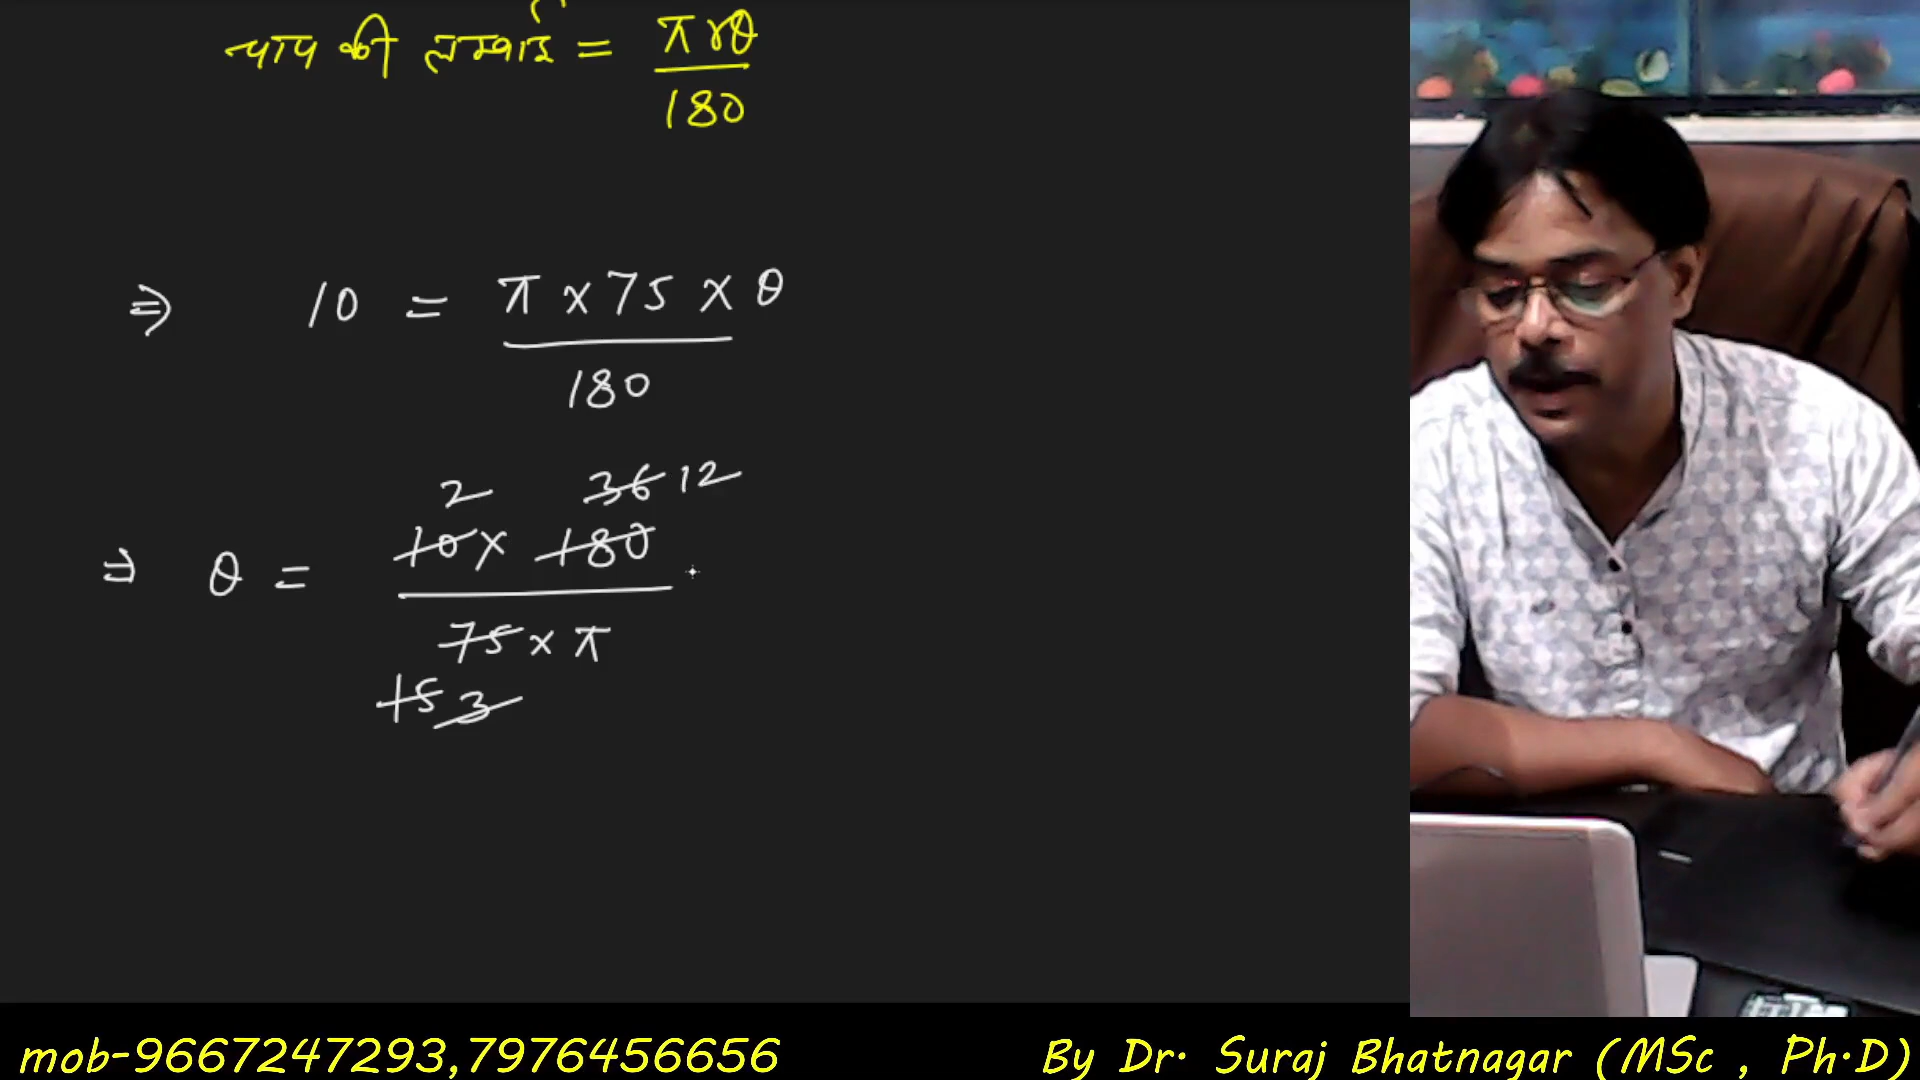 चाप की लम्बाई = πrθ
180
⇒ 10 = π × 75 × θ
180
2 36 12
⇒ θ = 10 × 180
75 × π
15 3
mob-9667247293,7976456656
By Dr. Suraj Bhatnagar (MSc , Ph.D)